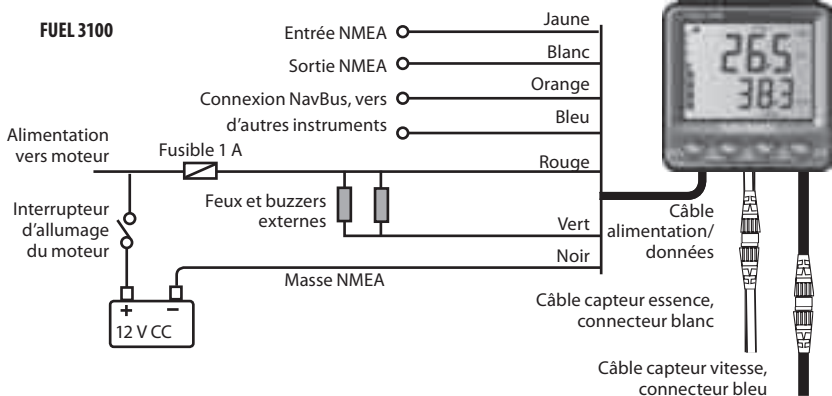 FUEL 3100
Entrée NMEA
Jaune
Sortie NMEA
Blanc
Connexion NavBus, vers
d'autres instruments
Orange
Bleu
Alimentation
vers moteur
Fusible 1 A
Rouge
Interrupteur
d'allumage
du moteur
Feux et buzzers
externes
Vert
Noir
Masse NMEA
+ –
12 V CC
26.5
38.3
Câble
alimentation/
données
Câble capteur essence,
connecteur blanc
Câble capteur vitesse,
connecteur bleu